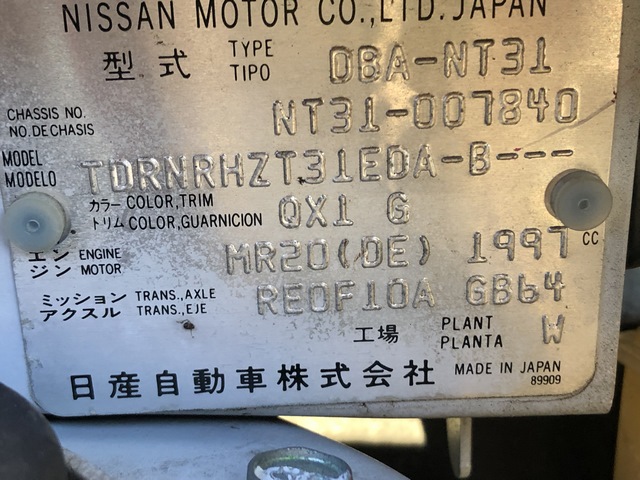 NISSAN MOTOR CO.,LTD. JAPAN
型式 TYPE TIPO DBA-NT31
CHASSIS NO. NO.DE CHASIS NT31-007840
MODEL MODELO TDRNRHZT31EDA-B---
カラー COLOR,TRIM
トリム COLOR,GUARNICION QX1 G
エンジン ENGINE MOTOR MR20(DE) 1997 CC
ミッション TRANS.,AXLE
アクスル TRANS.,EJE RE0F10A GB64
工場 PLANT PLANTA W
日産自動車株式会社 MADE IN JAPAN
89909